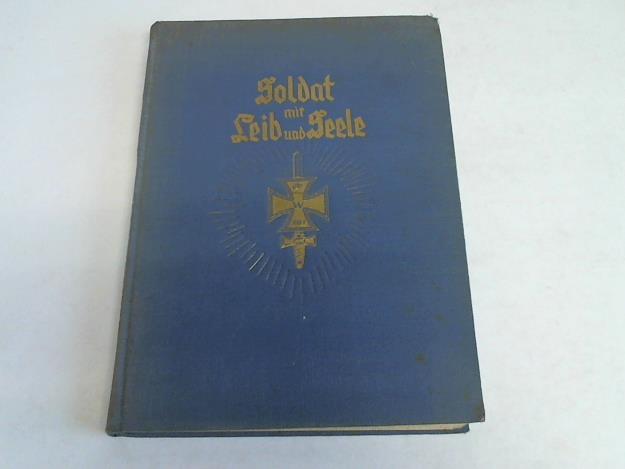 Soldat
mit
Leib und Seele
W